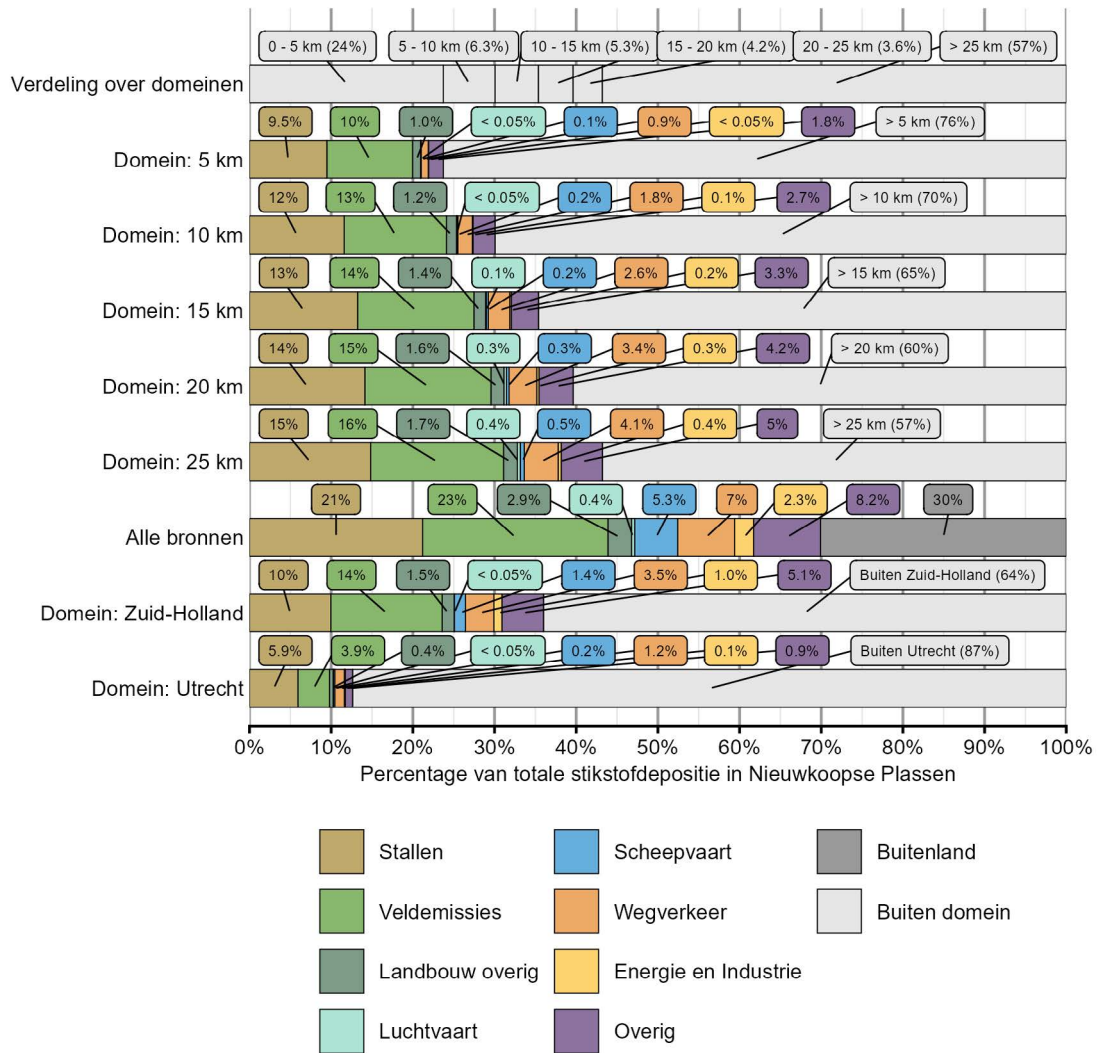 0 - 5 km (24%) 5 - 10 km (6.3%) 10 - 15 km (5.3%) 15 - 20 km (4.2%) 20 - 25 km (3.6%) > 25 km (57%)
Verdeling over domeinen
9.5% 10% 1.0% < 0.05% 0.1% 0.9% < 0.05% 1.8% > 5 km (76%)
Domein: 5 km
12% 13% 1.2% < 0.05% 0.2% 1.8% 0.1% 2.7% > 10 km (70%)
Domein: 10 km
13% 14% 1.4% 0.1% 0.2% 2.6% 0.2% 3.3% > 15 km (65%)
Domein: 15 km
14% 15% 1.6% 0.3% 0.3% 3.4% 0.3% 4.2% > 20 km (60%)
Domein: 20 km
15% 16% 1.7% 0.4% 0.5% 4.1% 0.4% 5% > 25 km (57%)
Domein: 25 km
21% 23% 2.9% 0.4% 5.3% 7% 2.3% 8.2% 30%
Alle bronnen
10% 14% 1.5% < 0.05% 1.4% 3.5% 1.0% 5.1% Buiten Zuid-Holland (64%)
Domein: Zuid-Holland
5.9% 3.9% 0.4% < 0.05% 0.2% 1.2% 0.1% 0.9% Buiten Utrecht (87%)
Domein: Utrecht
0% 10% 20% 30% 40% 50% 60% 70% 80% 90% 100%
Percentage van totale stikstofdepositie in Nieuwkoopse Plassen
Stallen Scheepvaart Buitenland
Veldemissies Wegverkeer Buiten domein
Landbouw overig Energie en Industrie
Luchtvaart Overig